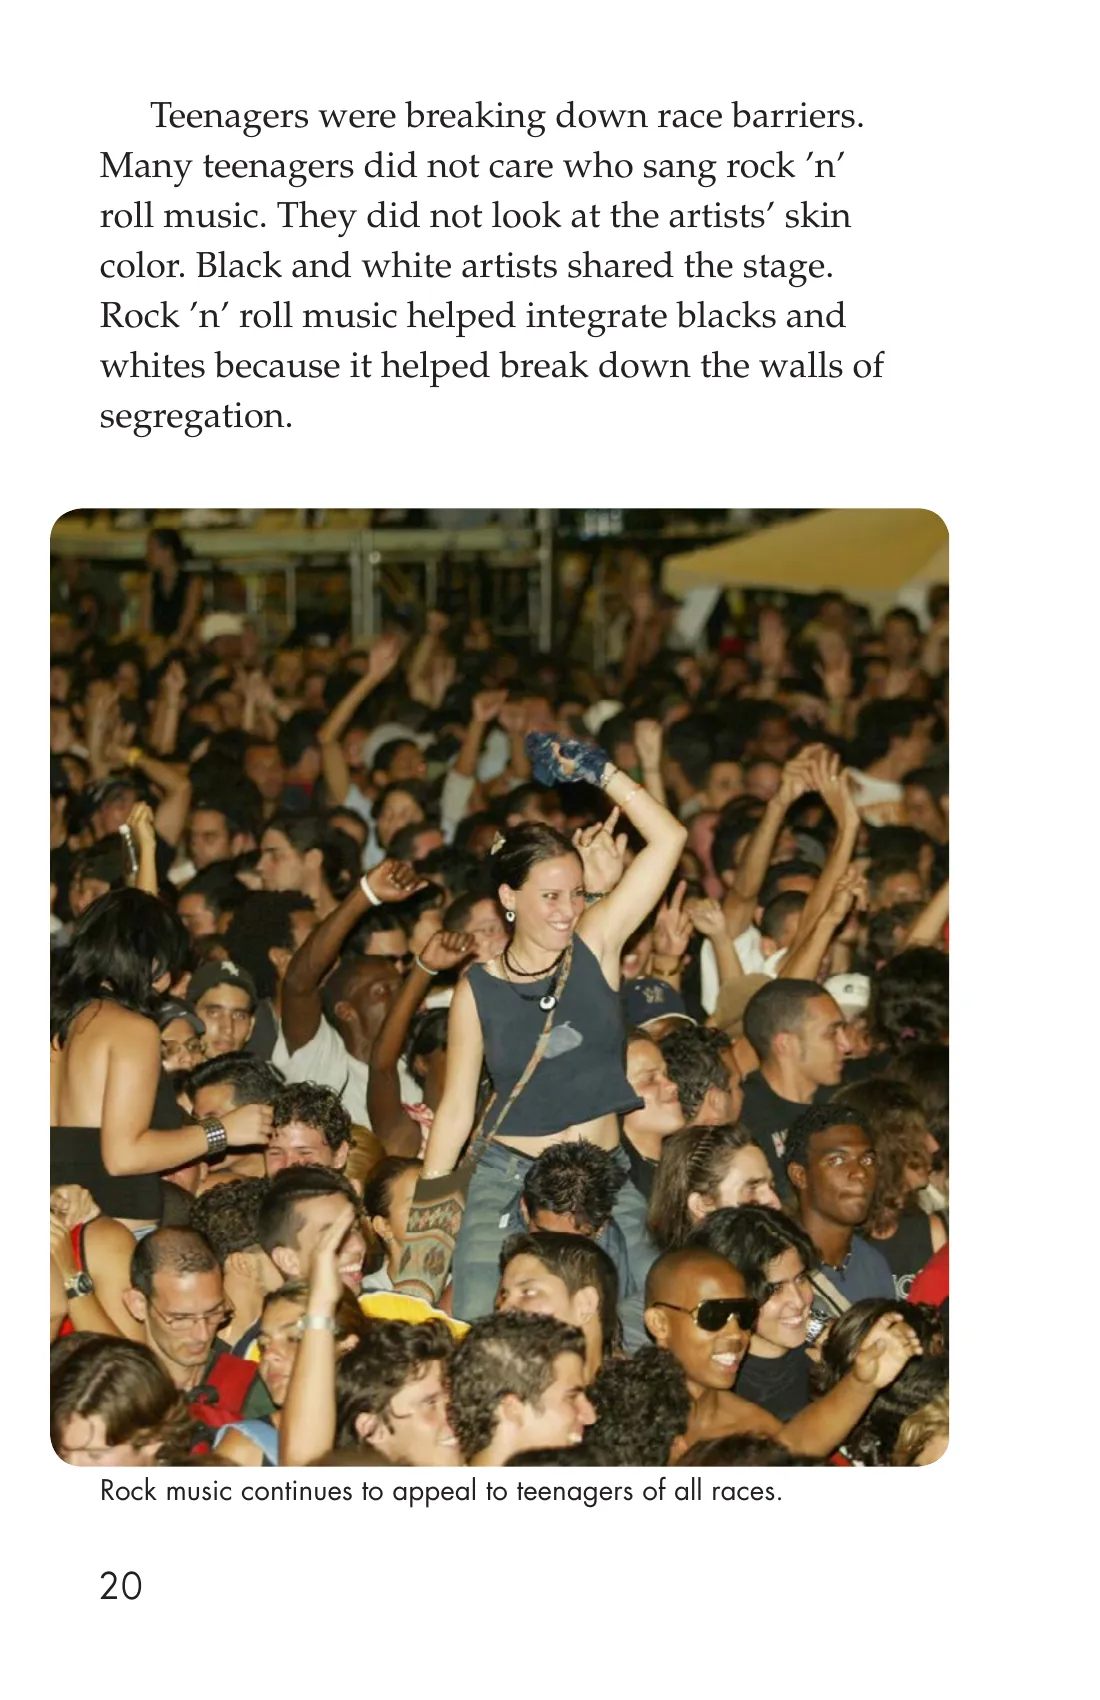 Teenagers were breaking down race barriers.
Many teenagers did not care who sang rock ’n’
roll music. They did not look at the artists’ skin
color. Black and white artists shared the stage.
Rock ’n’ roll music helped integrate blacks and
whites because it helped break down the walls of
segregation.
Rock music continues to appeal to teenagers of all races.
20